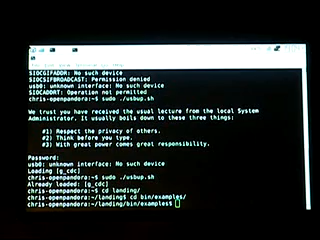 SIOCGIFADDR: No such device
SIOCSIFBROADCAST: Permission denied
usb0: unknown interface: No such device
SIOCADDRT: Operation not permitted
chris-openpandora:~$ sudo ./usbup.sh
We trust you have received the usual lecture from the local System
Administrator. It usually boils down to these three things:
#1) Respect the privacy of others.
#2) Think before you type.
#3) With great power comes great responsibility.
Password:
usb0: unknown interface: No such device
Loading [g_cdc]
chris-openpandora:~$ sudo ./usbup.sh
Already loaded: [g_cdc]
chris-openpandora:~$ cd landing/
chris-openpandora:~/landing$ cd bin/examples/
chris-openpandora:~/landing/bin/examples$